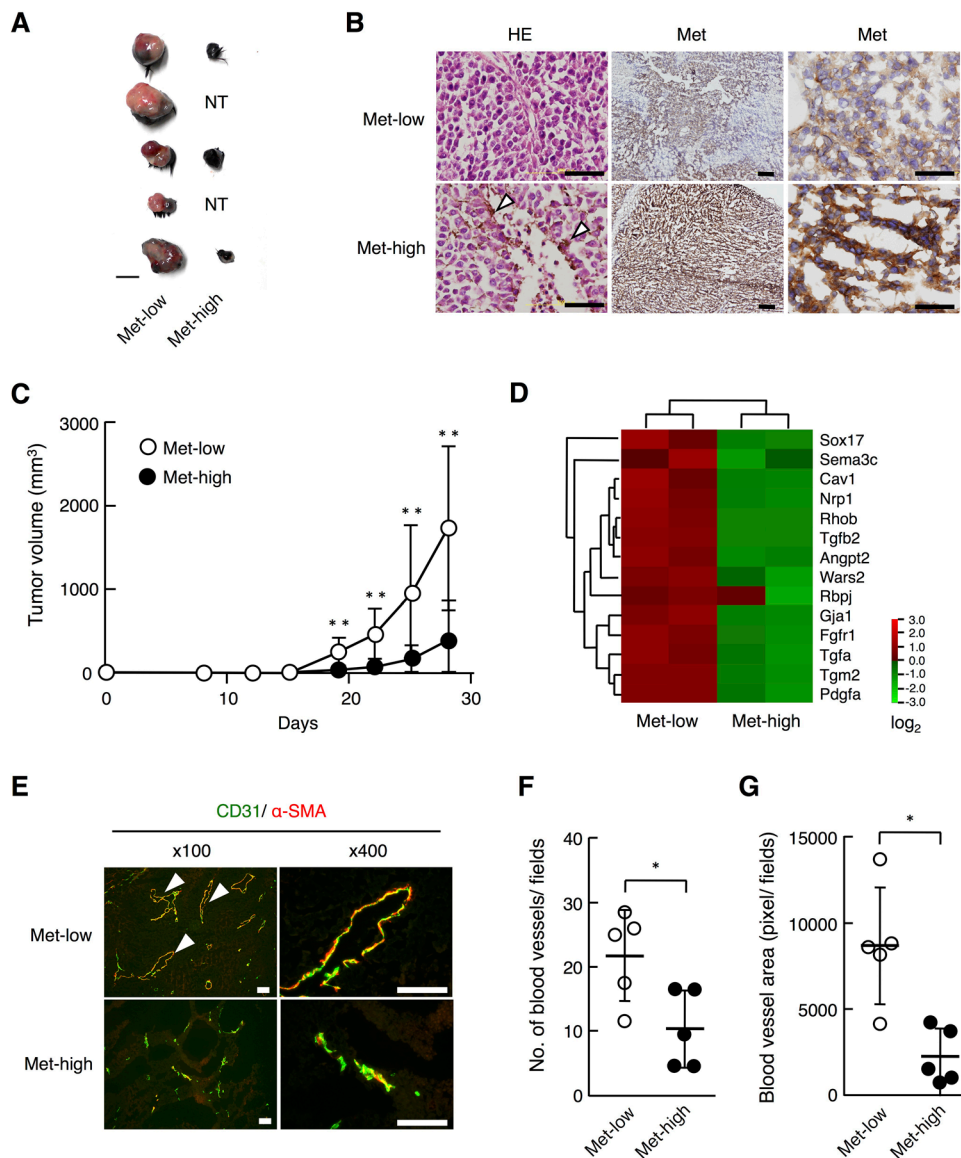 A
NT
NT
Met-low
Met-high
B
HE
Met
Met
Met-low
Met-high
C
Tumor volume (mm3)
3000
2000
1000
0
Met-low
Met-high
* *
* *
* *
* *
0
10
20
30
Days
D
Sox17
Sema3c
Cav1
Nrp1
Rhob
Tgfb2
Angpt2
Wars2
Rbpj
Gja1
Fgfr1
Tgfa
Tgm2
Pdgfa
Met-low
Met-high
3.0
2.0
1.0
0.0
-1.0
-2.0
-3.0
log2
E
CD31/ α-SMA
x100
x400
Met-low
Met-high
F
No. of blood vessels/ fields
40
30
20
10
0
*
Met-low
Met-high
G
Blood vessel area (pixel/ fields)
15000
10000
5000
0
*
Met-low
Met-high